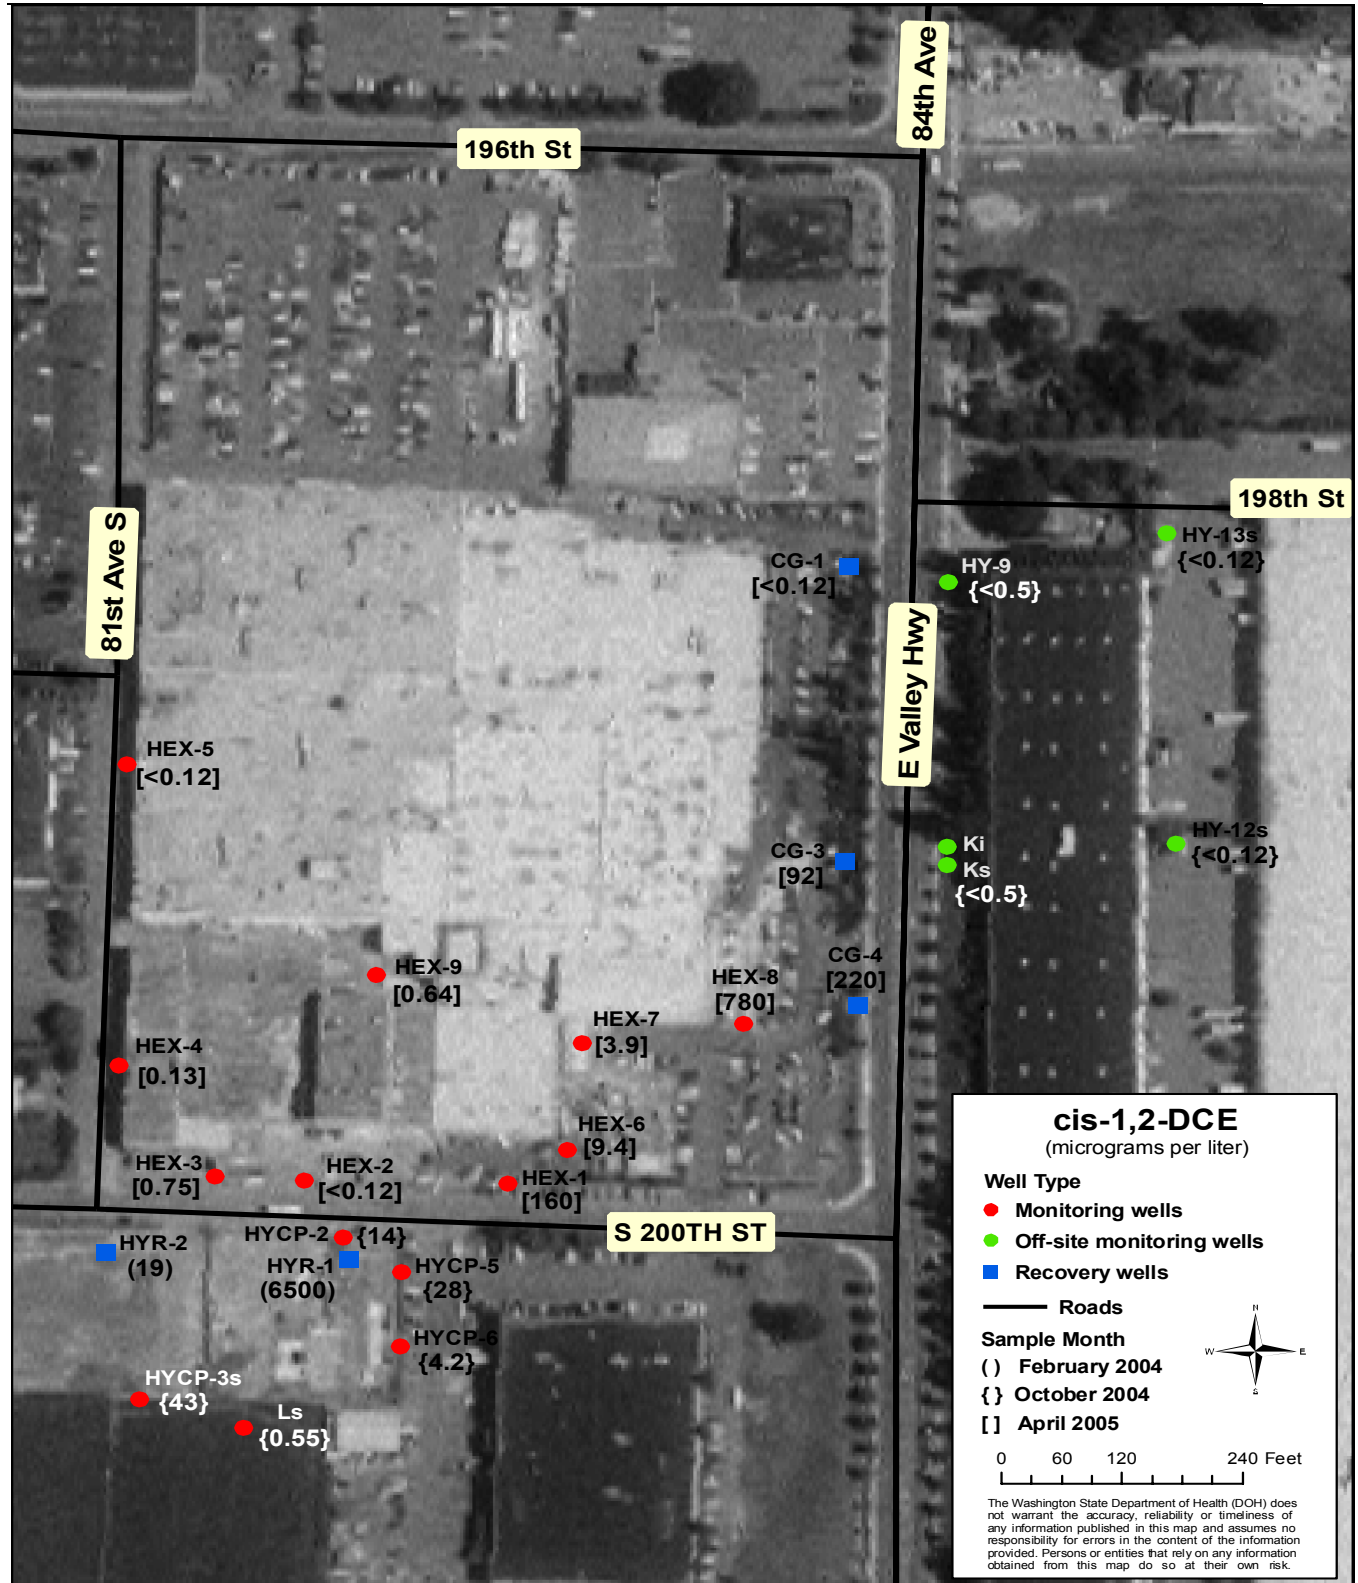 84th Ave
196th St
198th St
HY-13s
{<0.12}
CG-1
[<0.12]
HY-9
{<0.5}
81st Ave S
E Valley Hwy
HEX-5
[<0.12]
CG-3
[92]
Ki
Ks
{<0.5}
HY-12s
{<0.12}
HEX-9
[0.64]
HEX-8
[780]
CG-4
[220]
HEX-7
[3.9]
HEX-4
[0.13]
HEX-6
[9.4]
HEX-3
[0.75]
HEX-2
[<0.12]
HEX-1
[160]
S 200TH ST
HYCP-2 {14}
HYR-2
(19)
HYR-1
(6500)
HYCP-5
{28}
HYCP-6
{4.2}
HYCP-3s
{43}
Ls
{0.55}
cis-1,2-DCE
(micrograms per liter)
Well Type
Monitoring wells
Off-site monitoring wells
Recovery wells
Roads
Sample Month
( ) February 2004
{ } October 2004
[ ] April 2005
N
W E
S
0 60 120 240 Feet
The Washington State Department of Health (DOH) does
not warrant the accuracy, reliability or timeliness of
any information published in this map and assumes no
responsibility for errors in the content of the information
provided. Persons or entities that rely on any information
obtained from this map do so at their own risk.